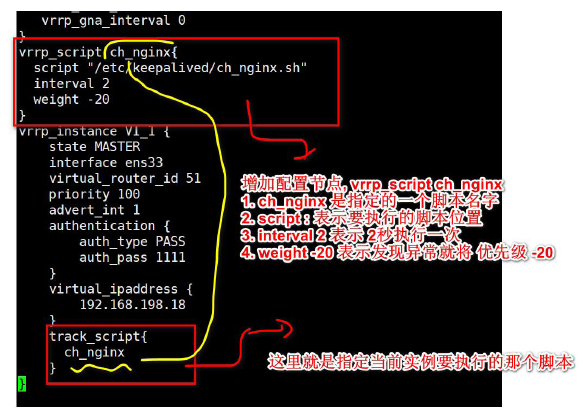 vrrp_gna_interval 0
}
vrrp_script ch_nginx{
script "/etc/keepalived/ch_nginx.sh"
interval 2
weight -20
}
vrrp_instance VI_1 {
state MASTER
interface ens33
virtual_router_id 51
priority 100
advert_int 1
authentication {
auth_type PASS
auth_pass 1111
}
virtual_ipaddress {
192.168.198.18
}
track_script{
ch_nginx
}
}
增加配置节点, vrrp_script ch_nginx
1. ch_nginx 是指定的一个脚本名字
2. script : 表示要执行的脚本位置
3. interval 2 表示 2秒执行一次
4. weight -20 表示发现异常就将 优先级 -20
这里就是指定当前实例要执行的那个脚本